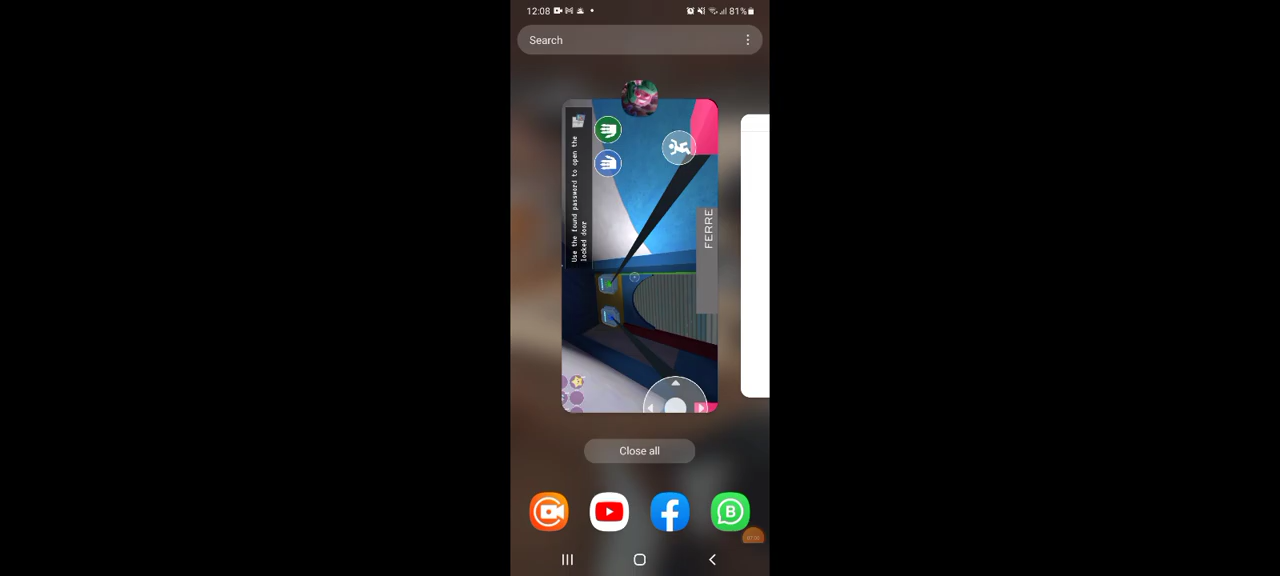 12:08
81%
Search
Use the found password to open the
locked door
FERRE
Close all